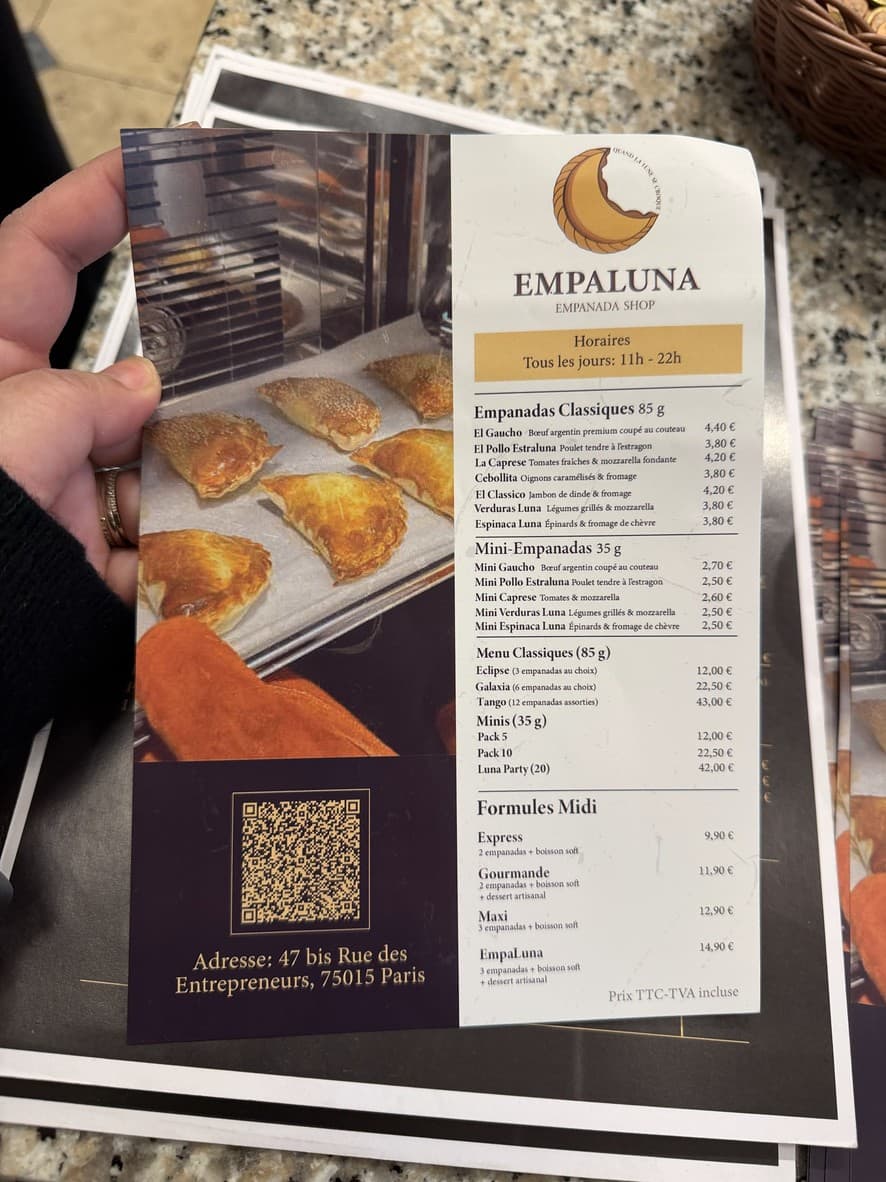 QUAND LA LUNE SE CROQUE
EMPALUNA
EMPANADA SHOP
Horaires
Tous les jours: 11h - 22h
Empanadas Classiques 85 g
El Gaucho Bœuf argentin premium coupé au couteau 4,40 €
El Pollo Estraluna Poulet tendre à l'estragon 3,80 €
La Caprese Tomates fraîches & mozzarella fondante 4,20 €
Cebollita Oignons caramélisés & fromage 3,80 €
El Classico Jambon de dinde & fromage 4,20 €
Verduras Luna Légumes grillés & mozzarella 3,80 €
Espinaca Luna Épinards & fromage de chèvre 3,80 €
Mini-Empanadas 35 g
Mini Gaucho Bœuf argentin coupé au couteau 2,70 €
Mini Pollo Estraluna Poulet tendre à l'estragon 2,50 €
Mini Caprese Tomates & mozzarella 2,60 €
Mini Verduras Luna Légumes grillés & mozzarella 2,50 €
Mini Espinaca Luna Épinards & fromage de chèvre 2,50 €
Menu Classiques (85 g)
Eclipse (3 empanadas au choix) 12,00 €
Galaxia (6 empanadas au choix) 22,50 €
Tango (12 empanadas assorties) 43,00 €
Minis (35 g)
Pack 5 12,00 €
Pack 10 22,50 €
Luna Party (20) 42,00 €
Formules Midi
Express 9,90 €
2 empanadas + boisson soft
Gourmande 11,90 €
2 empanadas + boisson soft
+ dessert artisanal
Maxi 12,90 €
3 empanadas + boisson soft
EmpaLuna 14,90 €
3 empanadas + boisson soft
+ dessert artisanal
Prix TTC-TVA incluse
Adresse: 47 bis Rue des
Entrepreneurs, 75015 Paris